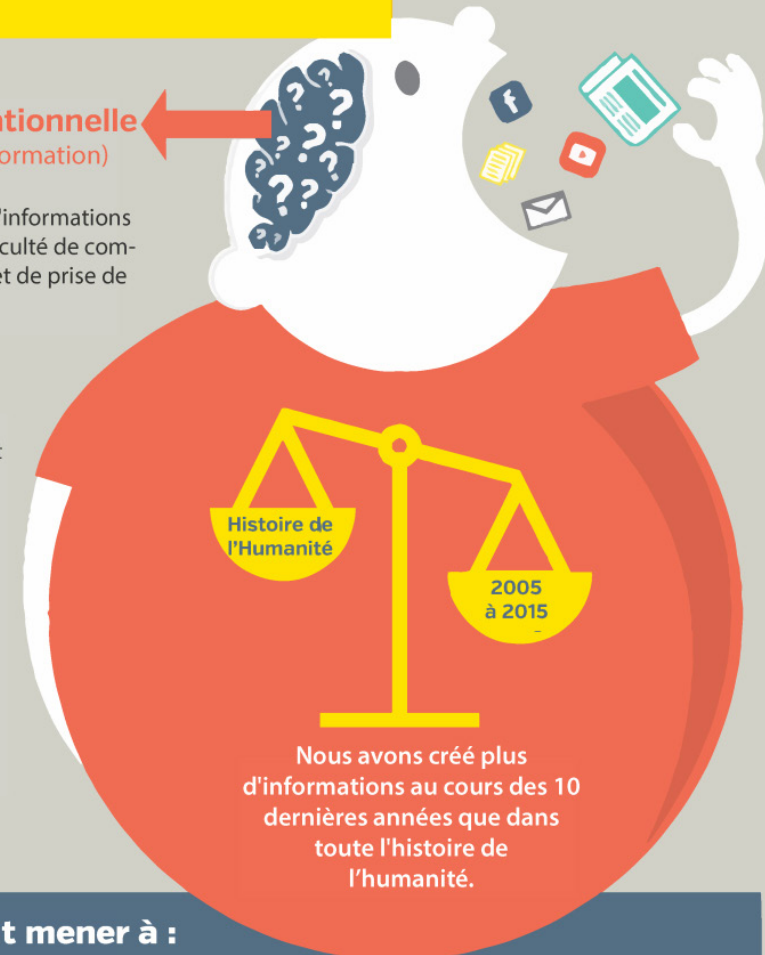 ationnelle
ormation)
'informations
culté de com-
et de prise de
t
Histoire de
l'Humanité
2005
à 2015
Nous avons créé plus
d'informations au cours des 10
dernières années que dans
toute l'histoire de
l’humanité.
t mener à :